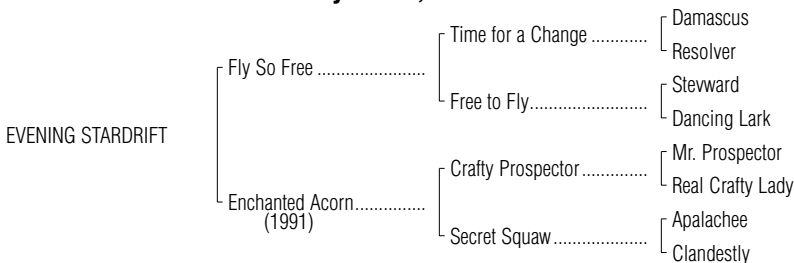 Damascus
Time for a Change ............
Resolver
Fly So Free .......................
Stevward
Free to Fly.........................
Dancing Lark
EVENING STARDRIFT
Mr. Prospector
Crafty Prospector..............
Real Crafty Lady
Enchanted Acorn...............
(1991)
Apalachee
Secret Squaw....................
Clandestly